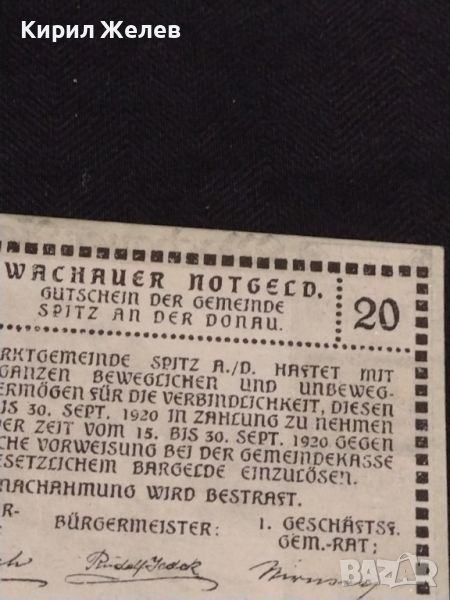 Кирил Желев
WACHAUER NOTGELD.
GUTSCHEIN DER GEMEINDE
SPITZ AN DER DONAU.
20
RKTGEMEINDE SPITZ A./D. HAFTET MIT
GANZEN BEWEGLICHEN UND UNBEWEG-
ERMÖGEN FÜR DIE VERBINDLICHKEIT, DIESEN
IS 30. SEPT. 1920 IN ZAHLUNG ZU NEHMEN
ER ZEIT VOM 15. BIS 30. SEPT. 1920 GEGEN
CHE VORWEISUNG BEI DER GEMEINDEKASSE
ESETZLICHEM BARGELDE EINZULÖSEN.
NACHAHMUNG WIRD BESTRAFT.
R- BÜRGERMEISTER: 1. GESCHÄFTSF.
GEM.-RAT:
Rudolf
BAZAR